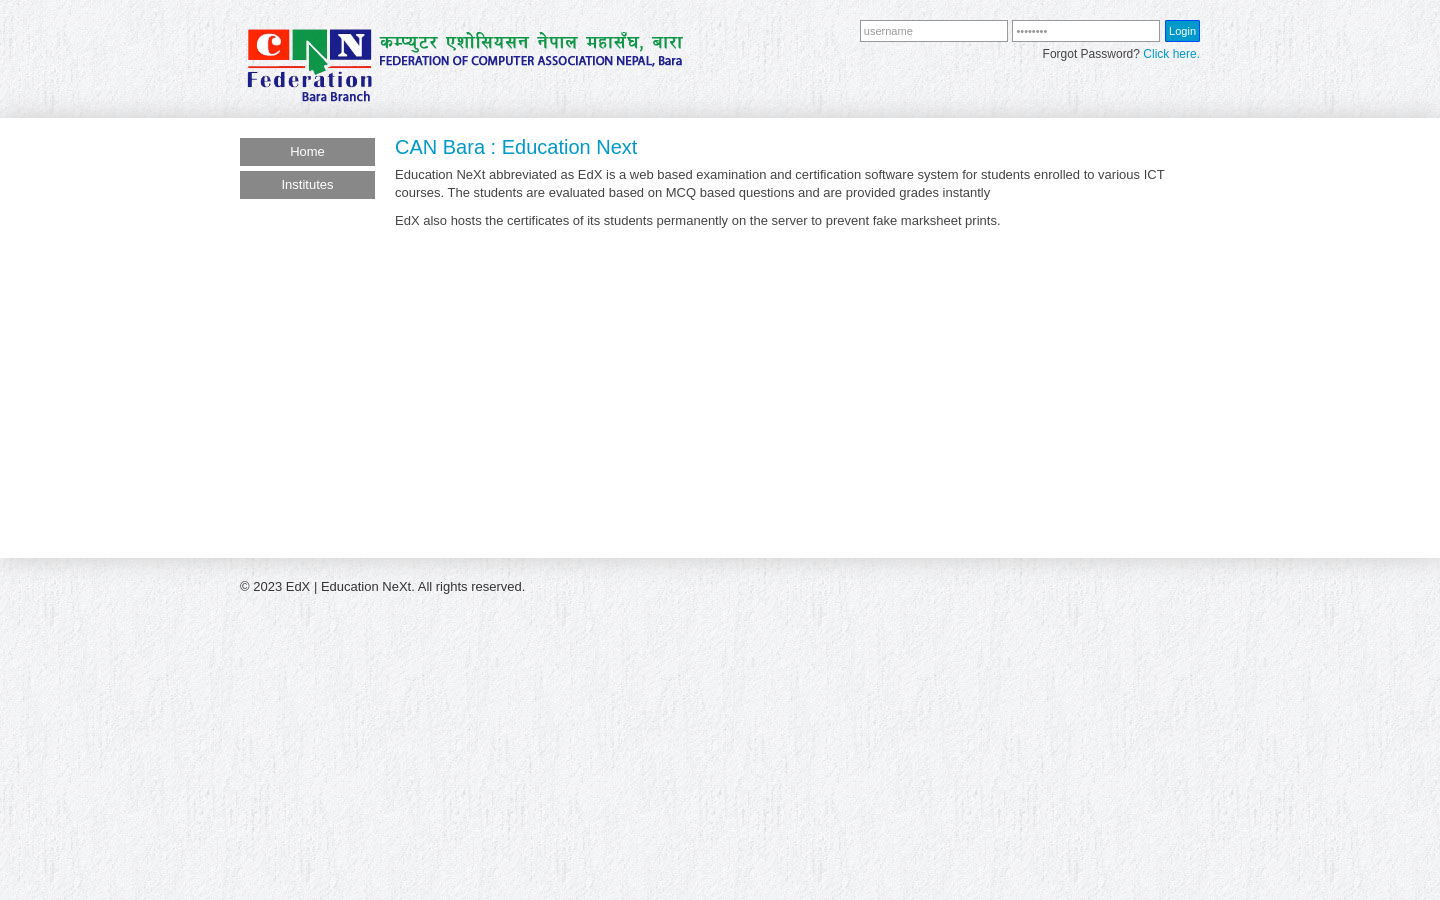 CAN
Federation
Bara Branch
कम्प्युटर एशोसियसन नेपाल महासँघ, बारा
FEDERATION OF COMPUTER ASSOCIATION NEPAL, Bara
username
••••••••
Login
Forgot Password? Click here.
Home
Institutes
CAN Bara : Education Next
Education NeXt abbreviated as EdX is a web based examination and certification software system for students enrolled to various ICT
courses. The students are evaluated based on MCQ based questions and are provided grades instantly
EdX also hosts the certificates of its students permanently on the server to prevent fake marksheet prints.
© 2023 EdX | Education NeXt. All rights reserved.